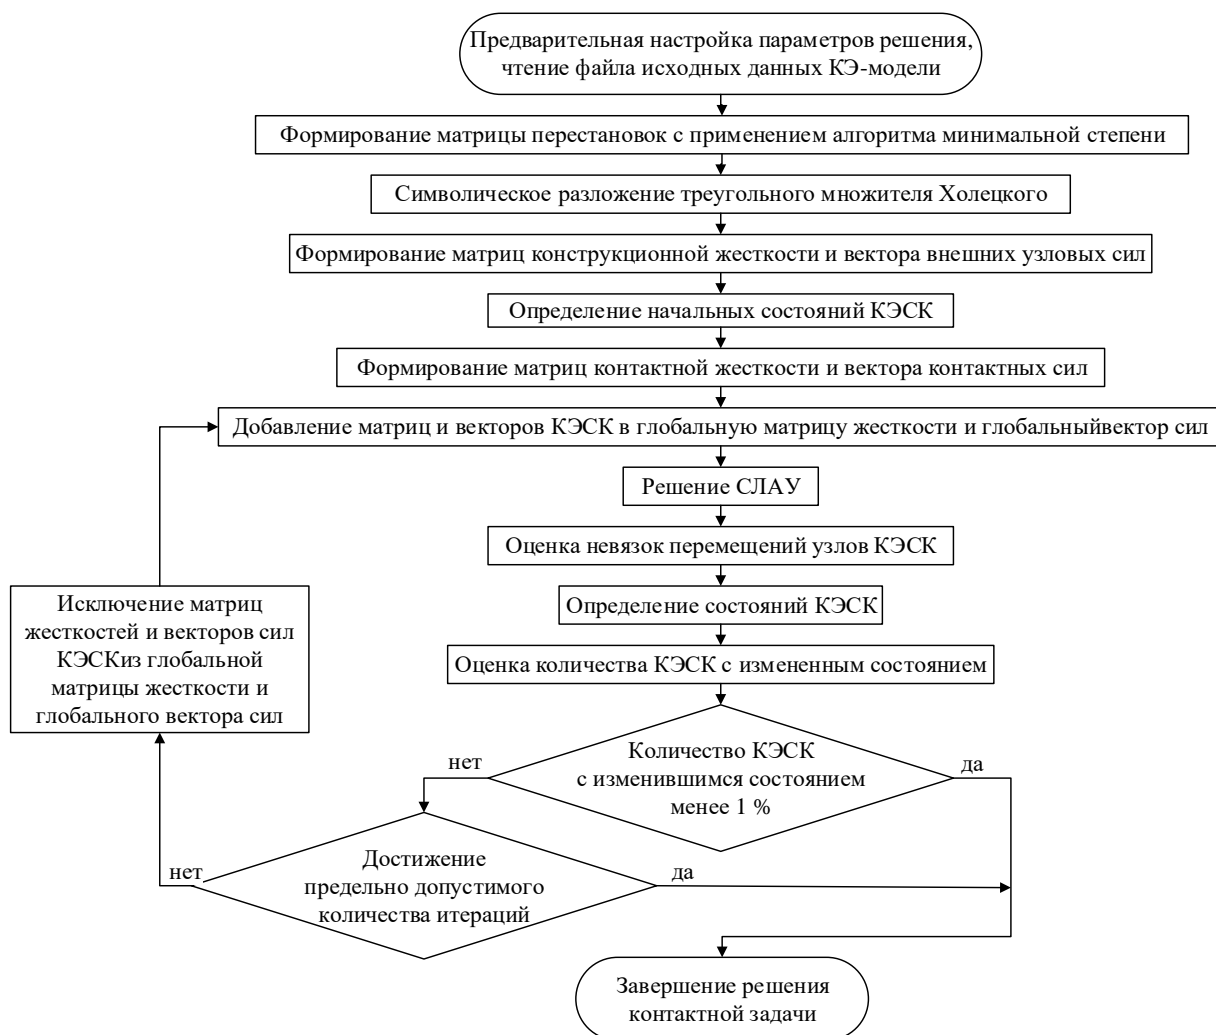 Предварительная настройка параметров решения,
чтение файла исходных данных КЭ-модели
Формирование матрицы перестановок с применением алгоритма минимальной степени
Символическое разложение треугольного множителя Холецкого
Формирование матриц конструкционной жесткости и вектора внешних узловых сил
Определение начальных состояний КЭСК
Формирование матриц контактной жесткости и вектора контактных сил
Добавление матриц и векторов КЭСК в глобальную матрицу жесткости и глобальныйвектор сил
Решение СЛАУ
Оценка невязок перемещений узлов КЭСК
Определение состояний КЭСК
Оценка количества КЭСК с измененным состоянием
Исключение матриц
жесткостей и векторов сил
КЭСКиз глобальной
матрицы жесткости и
глобального вектора сил
Количество КЭСК
с изменившимся состоянием
менее 1 %
нет
да
Достижение
предельно допустимого
количества итераций
нет
да
Завершение решения
контактной задачи